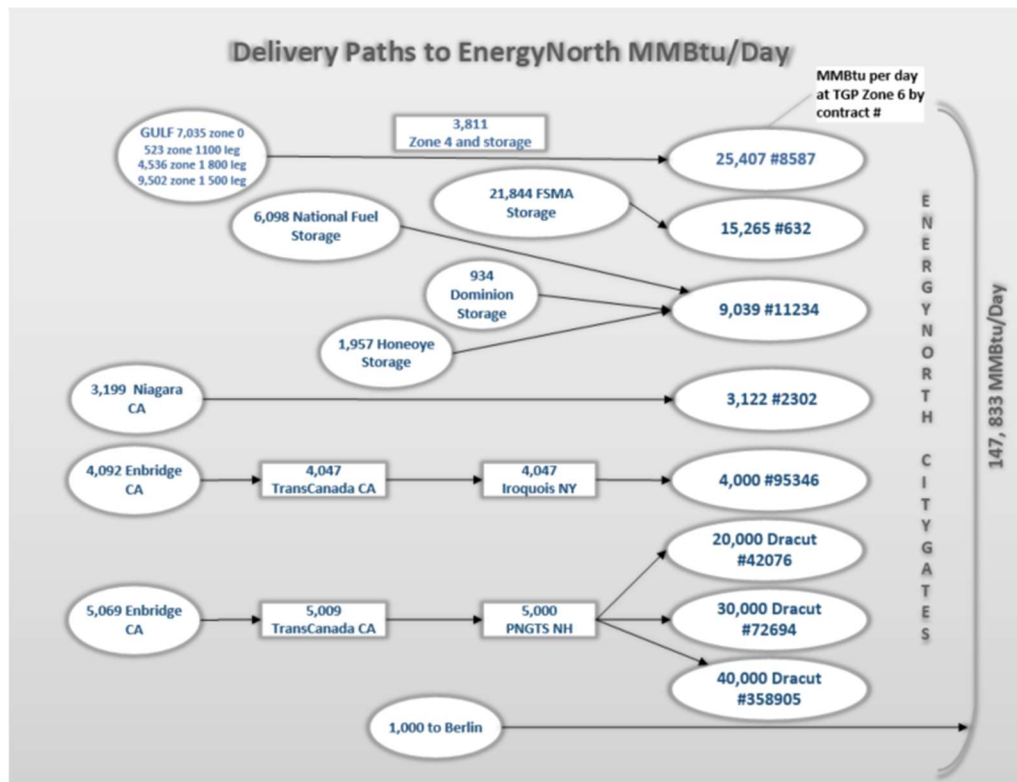 Delivery Paths to EnergyNorth MMBtu/Day
MMBtu per day
at TGP Zone 6 by
contract #
GULF 7,035 zone 0
523 zone 1100 leg
4,536 zone 1 800 leg
9,502 zone 1 500 leg
3,811
Zone 4 and storage
25,407 #8587
21,844 FSMA
Storage
15,265 #632
6,098 National Fuel
Storage
934
Dominion
Storage
9,039 #11234
1,957 Honeoye
Storage
3,199 Niagara
CA
3,122 #2302
4,092 Enbridge
CA
4,047
TransCanada CA
4,047
Iroquois NY
4,000 #95346
20,000 Dracut
#42076
5,069 Enbridge
CA
5,009
TransCanada CA
5,000
PNGTS NH
30,000 Dracut
#72694
40,000 Dracut
#358905
1,000 to Berlin
ENERGYNORTH CITYGATES
147, 833 MMBtu/Day